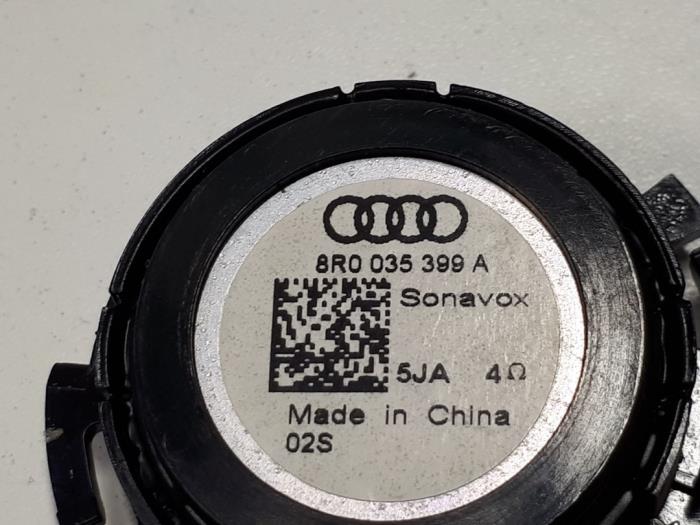 8R0 035 399 A
Sonavox
5JA 4Ω
Made in China
02S